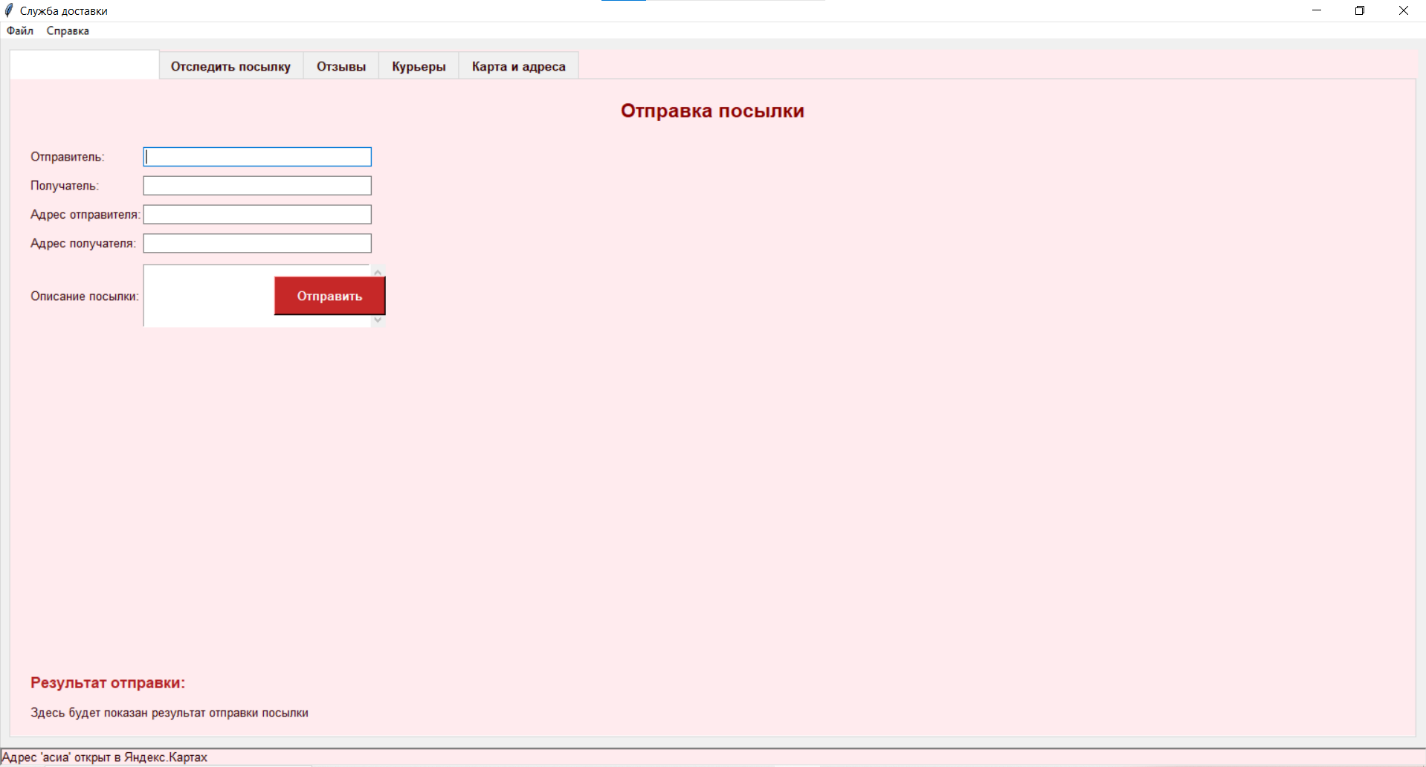 Служба доставки
Файл Справка
Отследить посылку Отзывы Курьеры Карта и адреса
Отправка посылки
Отправитель:
Получатель:
Адрес отправителя:
Адрес получателя:
Описание посылки:
Отправить
Результат отправки:
Здесь будет показан результат отправки посылки
Адрес 'асиа' открыт в Яндекс.Картах